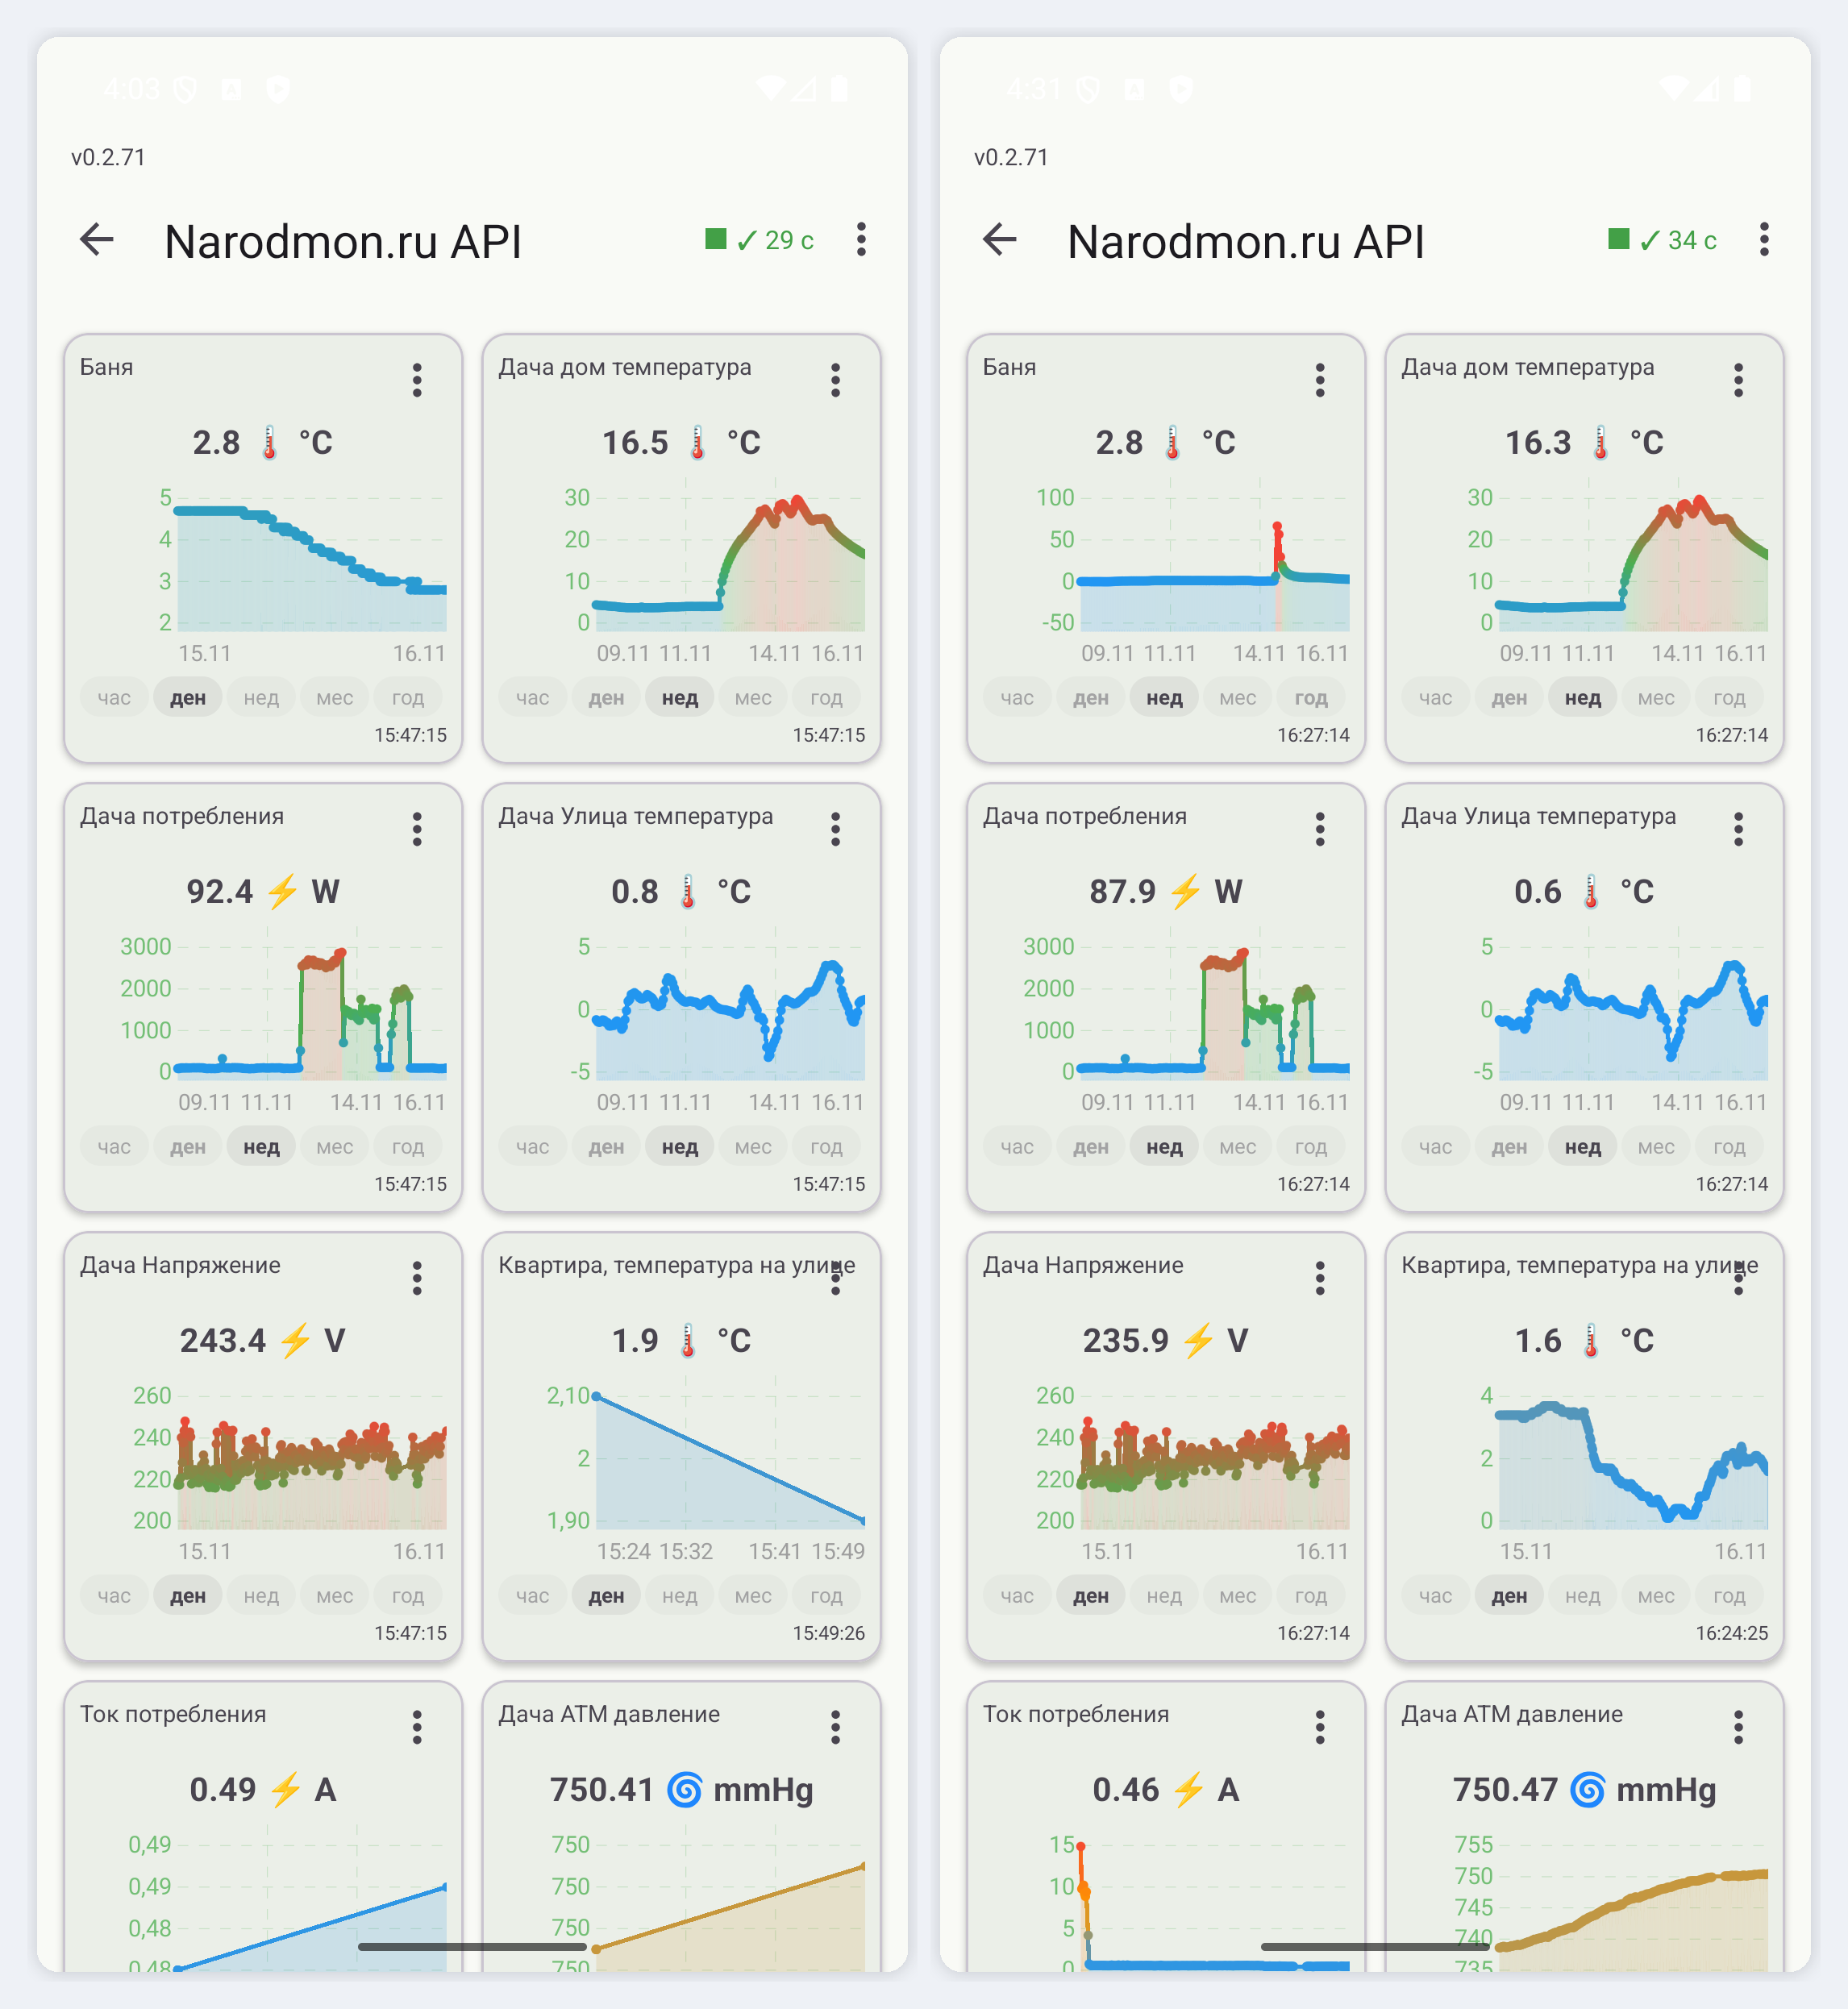 4:03
v0.2.71
Narodmon.ru API
✓ 29 с
Баня
2.8 🌡️ °C
5
4
3
2
15.11 16.11
час ден нед мес год
15:47:15
Дача дом температура
16.5 🌡️ °C
30
20
10
0
09.11 11.11 14.11 16.11
час ден нед мес год
15:47:15
Дача потребления
92.4 ⚡ W
3000
2000
1000
0
09.11 11.11 14.11 16.11
час ден нед мес год
15:47:15
Дача Улица температура
0.8 🌡️ °C
5
0
-5
09.11 11.11 14.11 16.11
час ден нед мес год
15:47:15
Дача Напряжение
243.4 ⚡ V
260
240
220
200
15.11 16.11
час ден нед мес год
15:47:15
Квартира, температура на улице
1.9 🌡️ °C
2,10
2
1,90
15:24 15:32 15:41 15:49
час ден нед мес год
15:49:26
Ток потребления
0.49 ⚡ A
0,49
0,49
0,48
0,48
Дача АТМ давление
750.41 🌀 mmHg
750
750
750
750
4:31
v0.2.71
Narodmon.ru API
✓ 34 с
Баня
2.8 🌡️ °C
100
50
0
-50
09.11 11.11 14.11 16.11
час ден нед мес год
16:27:14
Дача дом температура
16.3 🌡️ °C
30
20
10
0
09.11 11.11 14.11 16.11
час ден нед мес год
16:27:14
Дача потребления
87.9 ⚡ W
3000
2000
1000
0
09.11 11.11 14.11 16.11
час ден нед мес год
16:27:14
Дача Улица температура
0.6 🌡️ °C
5
0
-5
09.11 11.11 14.11 16.11
час ден нед мес год
16:27:14
Дача Напряжение
235.9 ⚡ V
260
240
220
200
15.11 16.11
час ден нед мес год
16:27:14
Квартира, температура на улице
1.6 🌡️ °C
4
2
0
15.11 16.11
час ден нед мес год
16:24:25
Ток потребления
0.46 ⚡ A
15
10
5
0
Дача АТМ давление
750.47 🌀 mmHg
755
750
745
740
735